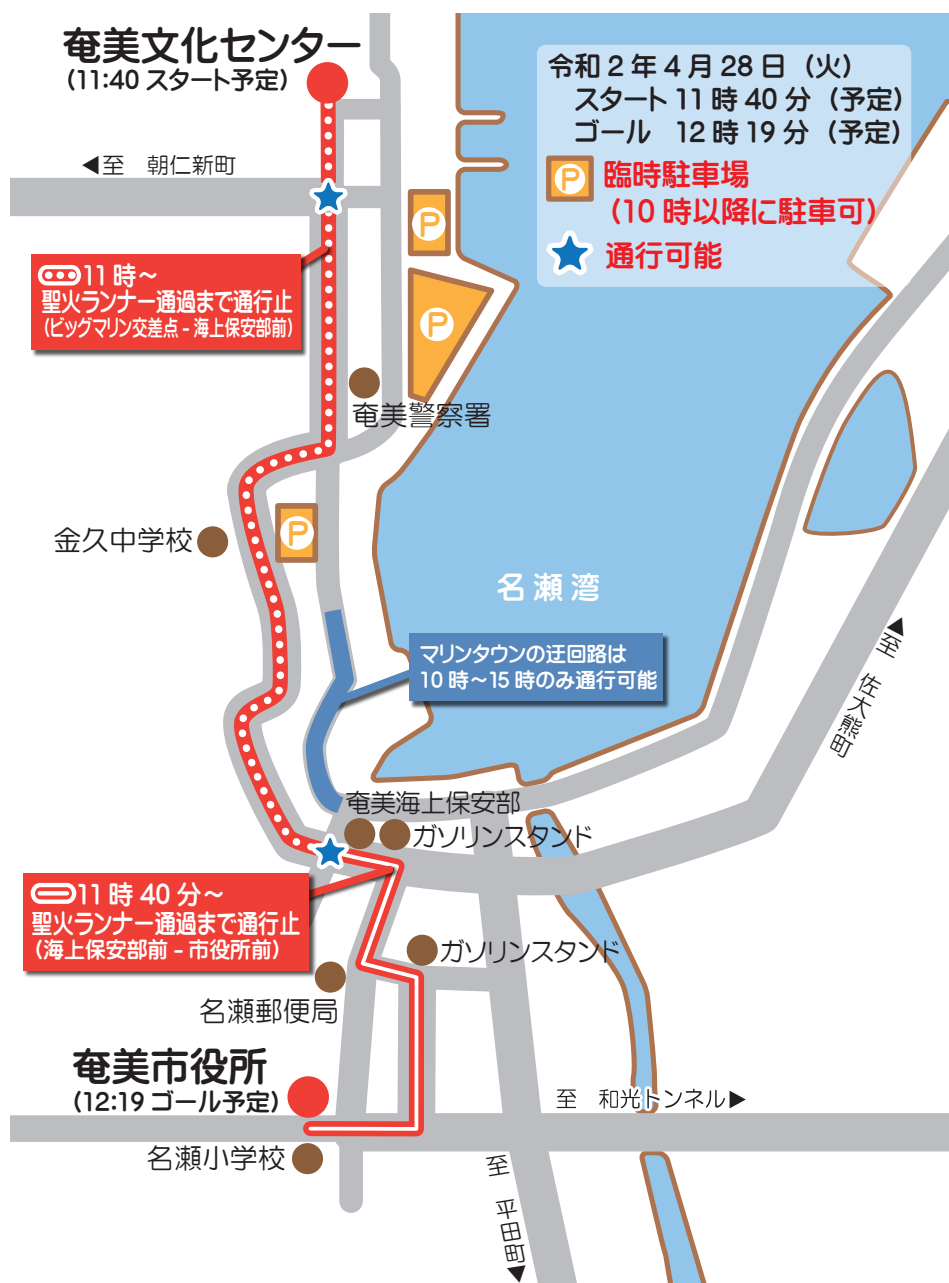 奄美文化センター
(11:40 スタート予定)
令和2年4月28日（火）
スタート 11時40分（予定）
ゴール 12時19分（予定）
P 臨時駐車場
（10時以降に駐車可）
通行可能
◀至 朝仁新町
P
11時～
聖火ランナー通過まで通行止
（ビッグマリン交差点-海上保安部前）
P
奄美警察署
金久中学校
P
名瀬湾
マリンタウンの迂回路は
10時～15時のみ通行可能
▲至 佐大熊町
奄美海上保安部
ガソリンスタンド
11時40分～
聖火ランナー通過まで通行止
（海上保安部前-市役所前）
ガソリンスタンド
名瀬郵便局
奄美市役所
(12:19 ゴール予定)
至 和光トンネル▶
名瀬小学校
至 平田町▼